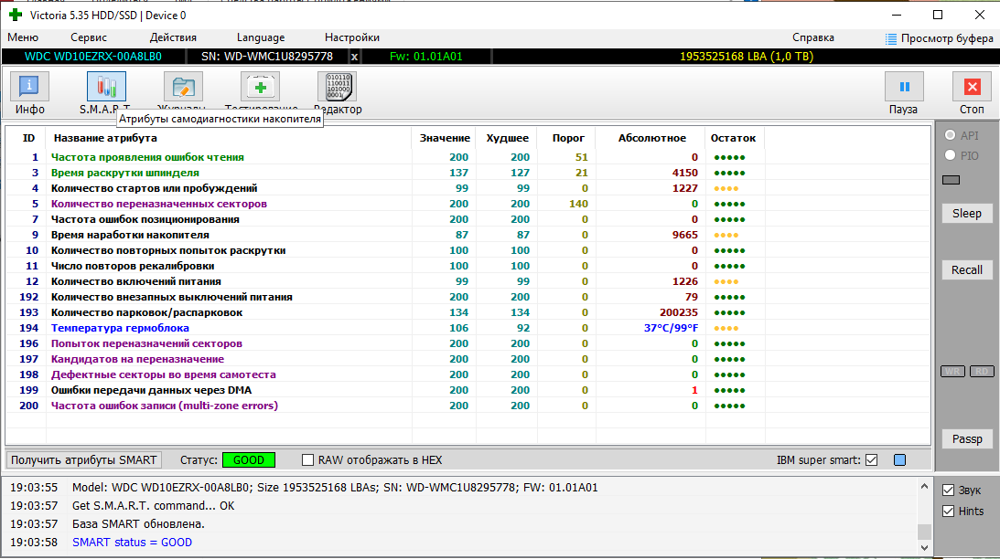 Victoria 5.35 HDD/SSD | Device 0
Меню Сервис Действия Language Настройки Справка Просмотр буфера
WDC WD10EZRX-00A8LB0 SN: WD-WMC1U8295778 x Fw: 01.01A01 1953525168 LBA (1,0 TB)
Инфо S.M.A.R.T. Журналы Тестирование Редактор Пауза Стоп
Атрибуты самодиагностики накопителя
ID Название атрибута Значение Худшее Порог Абсолютное Остаток
1 Частота проявления ошибок чтения 200 200 51 0
3 Время раскрутки шпинделя 137 127 21 4150
4 Количество стартов или пробуждений 99 99 0 1227
5 Количество переназначенных секторов 200 200 140 0
7 Частота ошибок позиционирования 200 200 0 0
9 Время наработки накопителя 87 87 0 9665
10 Количество повторных попыток раскрутки 100 100 0 0
11 Число повторов рекалибровки 100 100 0 0
12 Количество включений питания 99 99 0 1226
192 Количество внезапных выключений питания 200 200 0 79
193 Количество парковок/распарковок 134 134 0 200235
194 Температура гермоблока 106 92 0 37°C/99°F
196 Попыток переназначений секторов 200 200 0 0
197 Кандидатов на переназначение 200 200 0 0
198 Дефектные секторы во время самотеста 200 200 0 0
199 Ошибки передачи данных через DMA 200 200 0 1
200 Частота ошибок записи (multi-zone errors) 200 200 0 0
API
PIO
Sleep
Recall
WR RD
Passp
Получить атрибуты SMART Статус: GOOD RAW отображать в HEX IBM super smart:
19:03:55 Model: WDC WD10EZRX-00A8LB0; Size 1953525168 LBAs; SN: WD-WMC1U8295778; FW: 01.01A01
19:03:57 Get S.M.A.R.T. command... OK
19:03:57 База SMART обновлена.
19:03:58 SMART status = GOOD
Звук
Hints